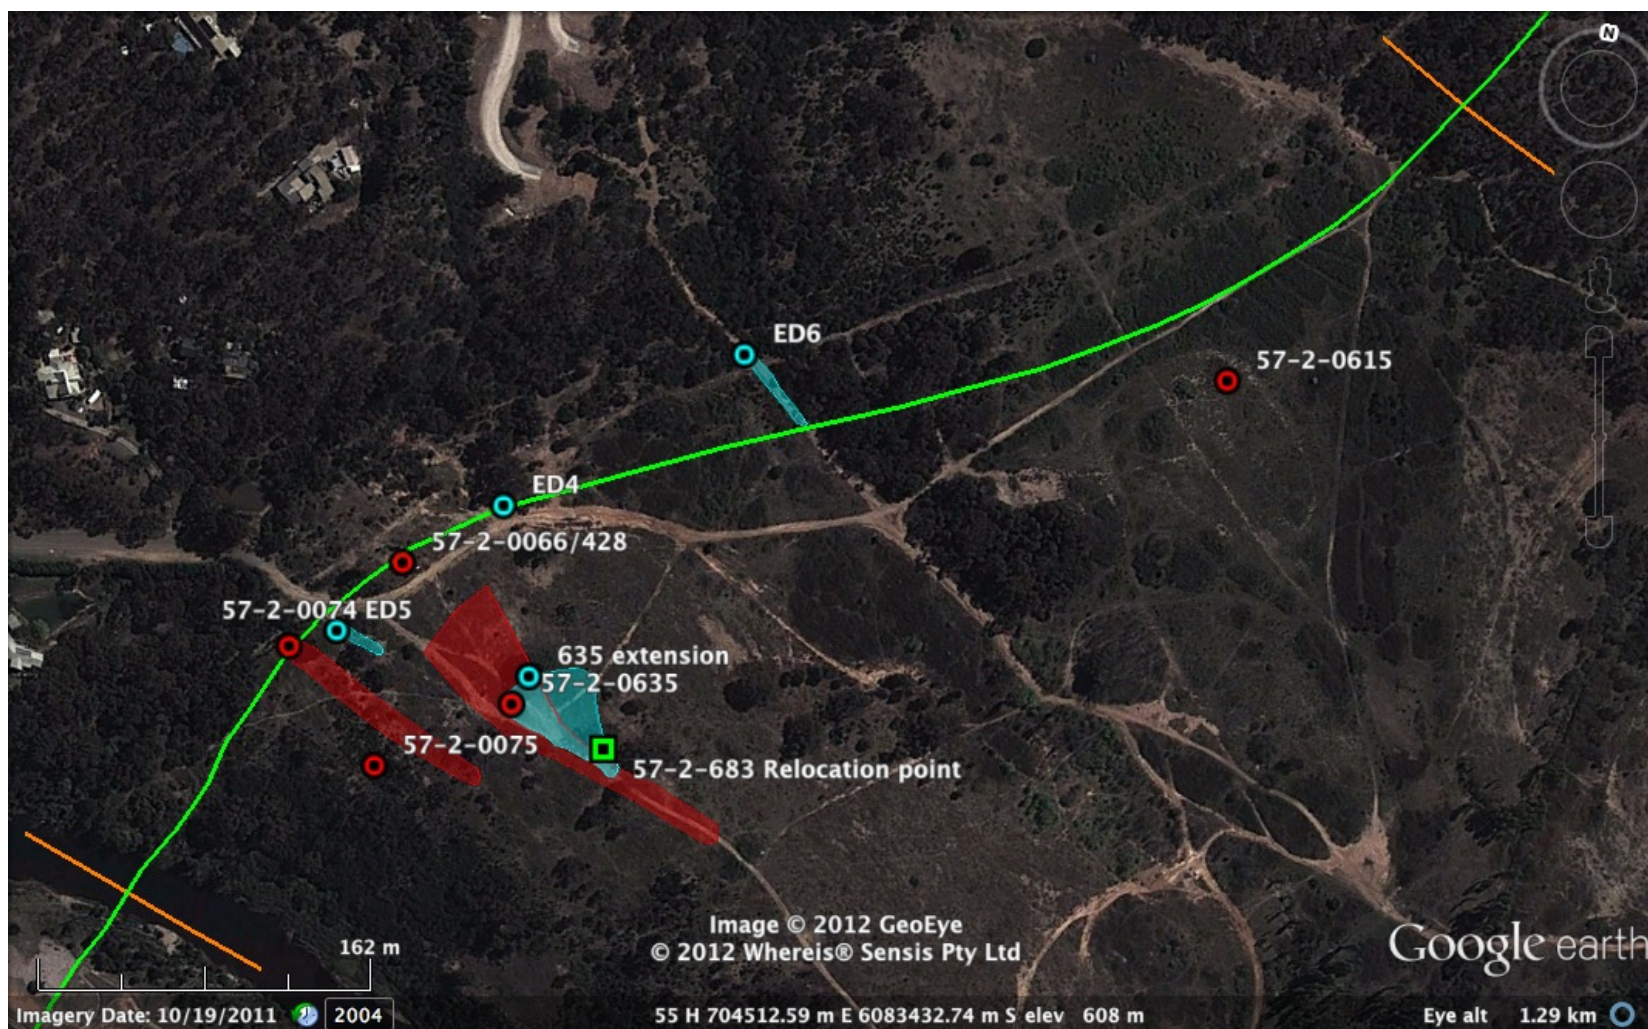 N
ED6
57-2-0615
ED4
57-2-0066/428
57-2-0074 ED5
635 extension
57-2-0635
57-2-0075
57-2-683 Relocation point
Image © 2012 GeoEye
© 2012 Whereis® Sensis Pty Ltd
Google earth
162 m
Imagery Date: 10/19/2011 2004 55 H 704512.59 m E 6083432.74 m S elev 608 m Eye alt 1.29 km